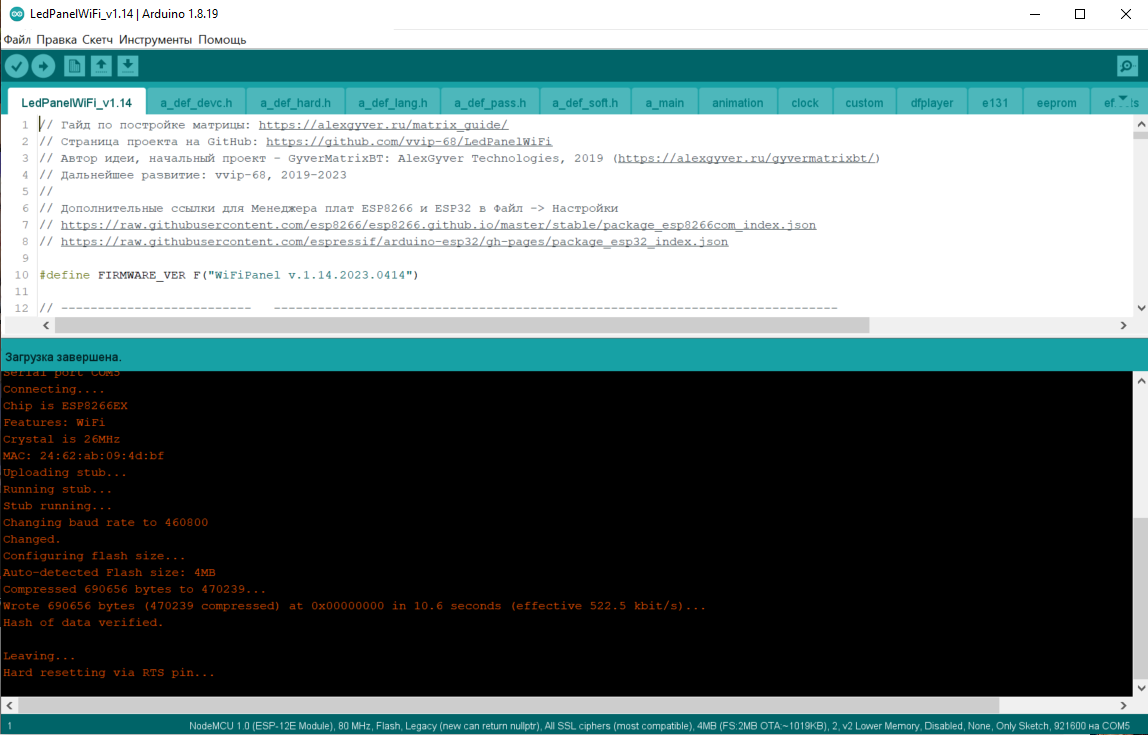 LedPanelWiFi_v1.14 | Arduino 1.8.19
Файл Правка Скетч Инструменты Помощь
LedPanelWiFi_v1.14 a_def_devc.h a_def_hard.h a_def_lang.h a_def_pass.h a_def_soft.h a_main animation clock custom dfplayer e131 eeprom
1 // Гайд по постройке матрицы: https://alexgyver.ru/matrix_guide/
2 // Страница проекта на GitHub: https://github.com/vvip-68/LedPanelWiFi
3 // Автор идеи, начальный проект - GyverMatrixBT: AlexGyver Technologies, 2019 (https://alexgyver.ru/gyvermatrixbt/)
4 // Дальнейшее развитие: vvip-68, 2019-2023
5 //
6 // Дополнительные ссылки для Менеджера плат ESP8266 и ESP32 в Файл -> Настройки
7 // https://raw.githubusercontent.com/esp8266/esp8266.github.io/master/stable/package_esp8266com_index.json
8 // https://raw.githubusercontent.com/espressif/arduino-esp32/gh-pages/package_esp32_index.json
9
10 #define FIRMWARE_VER F("WiFiPanel v.1.14.2023.0414")
11
12 // -------------------------- -----------------------------------------------------------------------------
Загрузка завершена.
Serial port COM5
Connecting....
Chip is ESP8266EX
Features: WiFi
Crystal is 26MHz
MAC: 24:62:ab:09:4d:bf
Uploading stub...
Running stub...
Stub running...
Changing baud rate to 460800
Changed.
Configuring flash size...
Auto-detected Flash size: 4MB
Compressed 690656 bytes to 470239...
Wrote 690656 bytes (470239 compressed) at 0x00000000 in 10.6 seconds (effective 522.5 kbit/s)...
Hash of data verified.
Leaving...
Hard resetting via RTS pin...
1 NodeMCU 1.0 (ESP-12E Module), 80 MHz, Flash, Legacy (new can return nullptr), All SSL ciphers (most compatible), 4MB (FS:2MB OTA:~1019KB), 2, v2 Lower Memory, Disabled, None, Only Sketch, 921600 на COM5